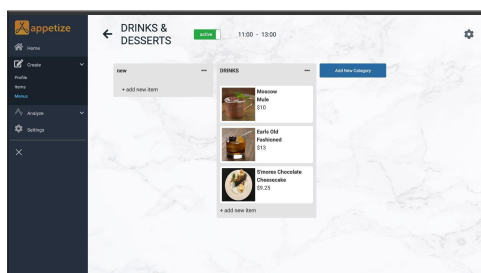 appetize
Home
Create
Profile
Items
Menus
Analyze
Settings
DRINKS &
DESSERTS
active
11:00 - 13:00
new
+ add new item
DRINKS
Moscow
Mule
$10
Earls Old
Fashioned
$13
S'mores Chocolate
Cheesecake
$9.25
+ add new item
Add New Category